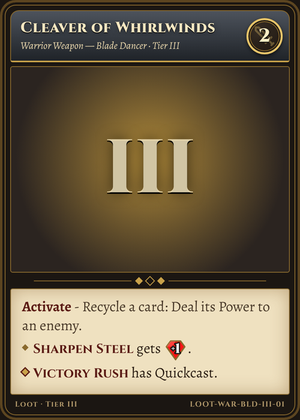 Cleaver of Whirlwinds
Warrior Weapon — Blade Dancer · Tier III
2
III
Activate - Recycle a card: Deal its Power to
an enemy.
Sharpen Steel gets -1 .
Victory Rush has Quickcast.
Loot · Tier III
LOOT-WAR-BLD-III-01